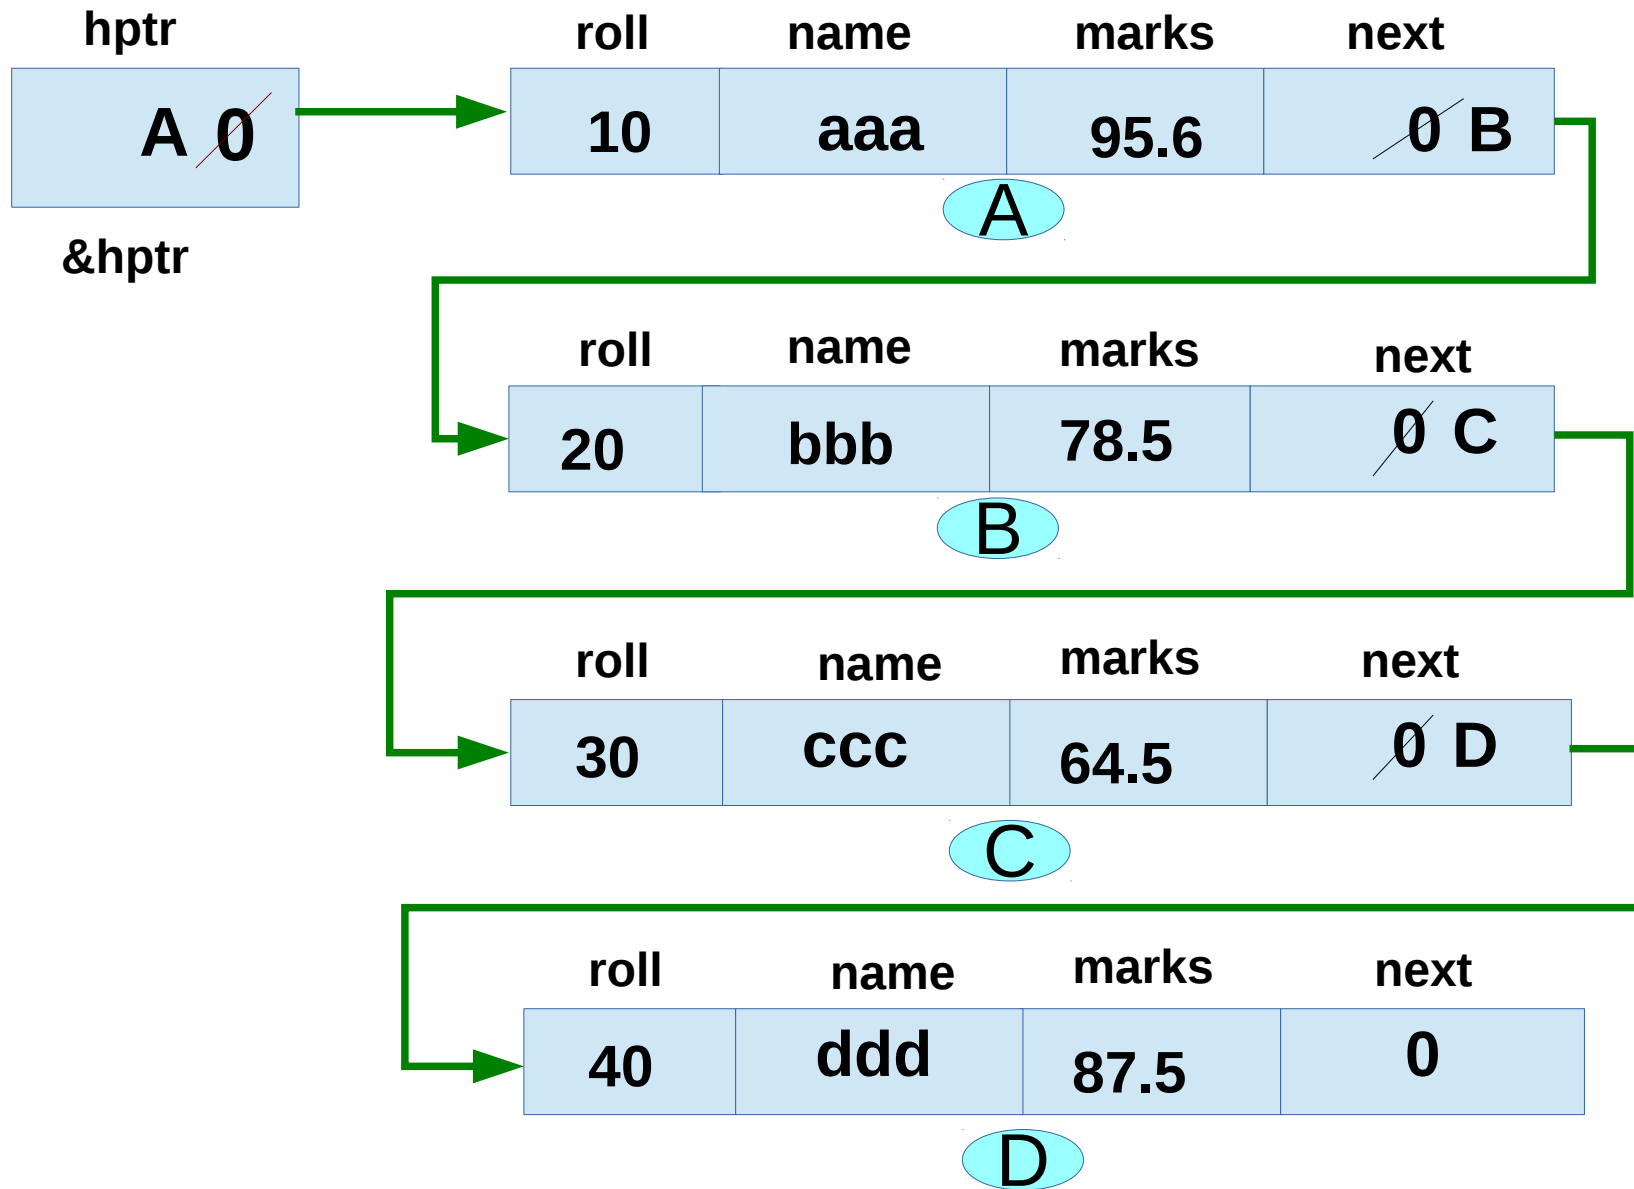 hptr roll name marks next
A 0 10 aaa 95.6 0 B
A
&hptr
roll name marks next
20 bbb 78.5 0 C
B
roll name marks next
30 ccc 64.5 0 D
C
roll name marks next
40 ddd 87.5 0
D